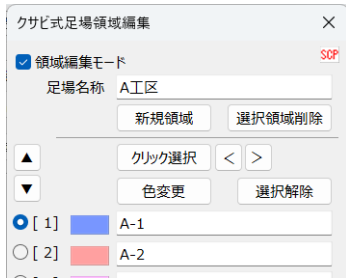 クサビ式足場領域編集
領域編集モード
SCP
足場名称 A工区
新規領域 選択領域削除
▲ クリック選択 < >
▼ 色変更 選択解除
[ 1] A-1
[ 2] A-2